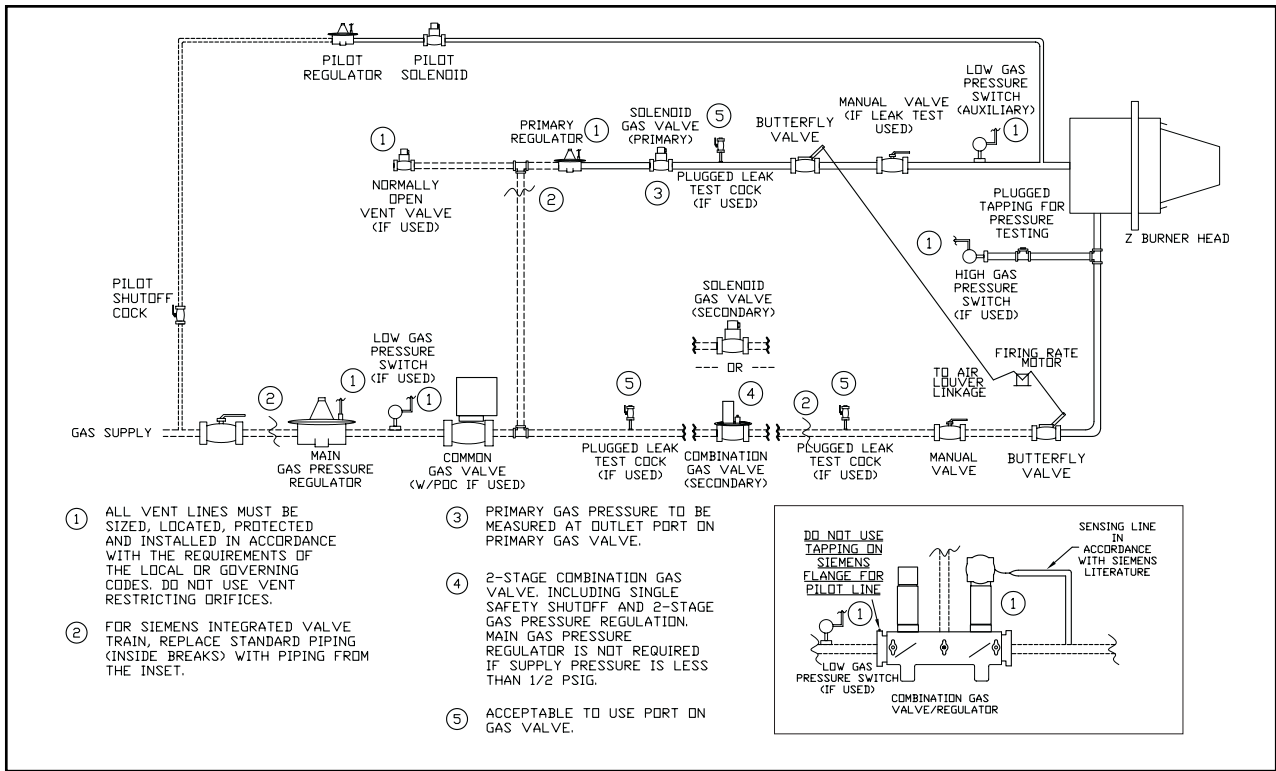 PILOT
REGULATOR
PILOT
SOLENOID
LOW GAS
PRESSURE
SWITCH
(AUXILIARY)
1
MANUAL VALVE
(IF LEAK TEST
USED)
BUTTERFLY
VALVE
5
SOLENOID
GAS VALVE
(PRIMARY)
PRIMARY
REGULATOR
1
1
NORMALLY
OPEN
VENT VALVE
(IF USED)
2
3
PLUGGED LEAK
TEST COCK
(IF USED)
PLUGGED
TAPPING FOR
PRESSURE
TESTING
Z BURNER HEAD
1
HIGH GAS
PRESSURE
SWITCH
(IF USED)
PILOT
SHUTOFF
COCK
SOLENOID
GAS VALVE
(SECONDARY)
--- OR ---
LOW GAS
PRESSURE
SWITCH
(IF USED)
FIRING RATE
MOTOR
TO AIR
LOUVER
LINKAGE
2
1
1
5
4
2
5
GAS SUPPLY
MAIN
GAS PRESSURE
REGULATOR
COMMON
GAS VALVE
(W/POC IF USED)
PLUGGED LEAK
TEST COCK
(IF USED)
COMBINATION
GAS VALVE
(SECONDARY)
PLUGGED LEAK
TEST COCK
(IF USED)
MANUAL
VALVE
BUTTERFLY
VALVE
1
ALL VENT LINES MUST BE
SIZED, LOCATED, PROTECTED
AND INSTALLED IN ACCORDANCE
WITH THE REQUIREMENTS OF
THE LOCAL OR GOVERNING
CODES. DO NOT USE VENT
RESTRICTING ORIFICES.
2
FOR SIEMENS INTEGRATED VALVE
TRAIN, REPLACE STANDARD PIPING
(INSIDE BREAKS) WITH PIPING FROM
THE INSET.
3
PRIMARY GAS PRESSURE TO BE
MEASURED AT OUTLET PORT ON
PRIMARY GAS VALVE.
4
2-STAGE COMBINATION GAS
VALVE. INCLUDING SINGLE
SAFETY SHUTOFF AND 2-STAGE
GAS PRESSURE REGULATION.
MAIN GAS PRESSURE
REGULATOR IS NOT REQUIRED
IF SUPPLY PRESSURE IS LESS
THAN 1/2 PSIG.
5
ACCEPTABLE TO USE PORT ON
GAS VALVE.
DO NOT USE
TAPPING ON
SIEMENS
FLANGE FOR
PILOT LINE
SENSING LINE
IN
ACCORDANCE
WITH SIEMENS
LITERATURE
1
1
LOW GAS
PRESSURE SWITCH
(IF USED)
COMBINATION GAS
VALVE/REGULATOR